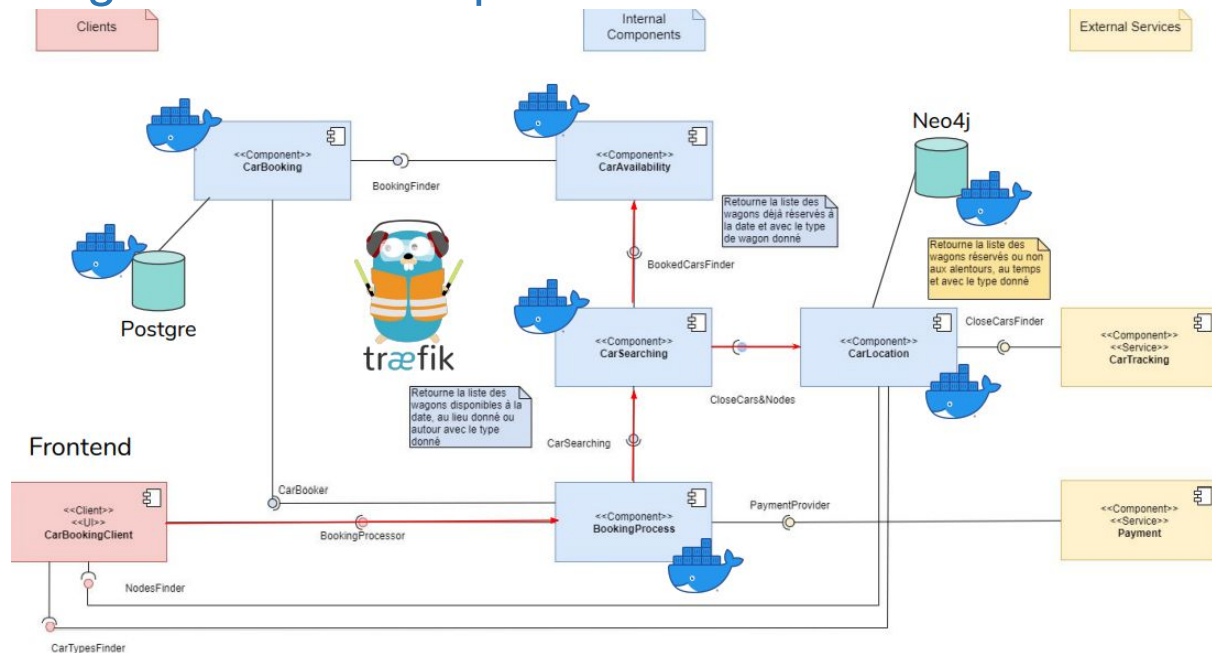 Clients
Internal
Components
External Services
Neo4j
<<Component>>
CarBooking
BookingFinder
<<Component>>
CarAvailability
Retourne la liste des
wagons déjà réservés à
la date et avec le type
de wagon donné
Retourne la liste des
wagons réservés ou non
aux alentours, au temps
et avec le type donné
BookedCarsFinder
Postgre
træfik
<<Component>>
CarSearching
<<Component>>
CarLocation
CloseCarsFinder
<<Component>>
<<Service>>
CarTracking
Retourne la liste des
wagons disponibles à la
date, au lieu donné ou
autour avec le type
donné
CloseCars&Nodes
CarSearching
Frontend
CarBooker
<<Client>>
<<UI>>
CarBookingClient
BookingProcessor
<<Component>>
BookingProcess
PaymentProvider
<<Component>>
<<Service>>
Payment
NodesFinder
CarTypesFinder